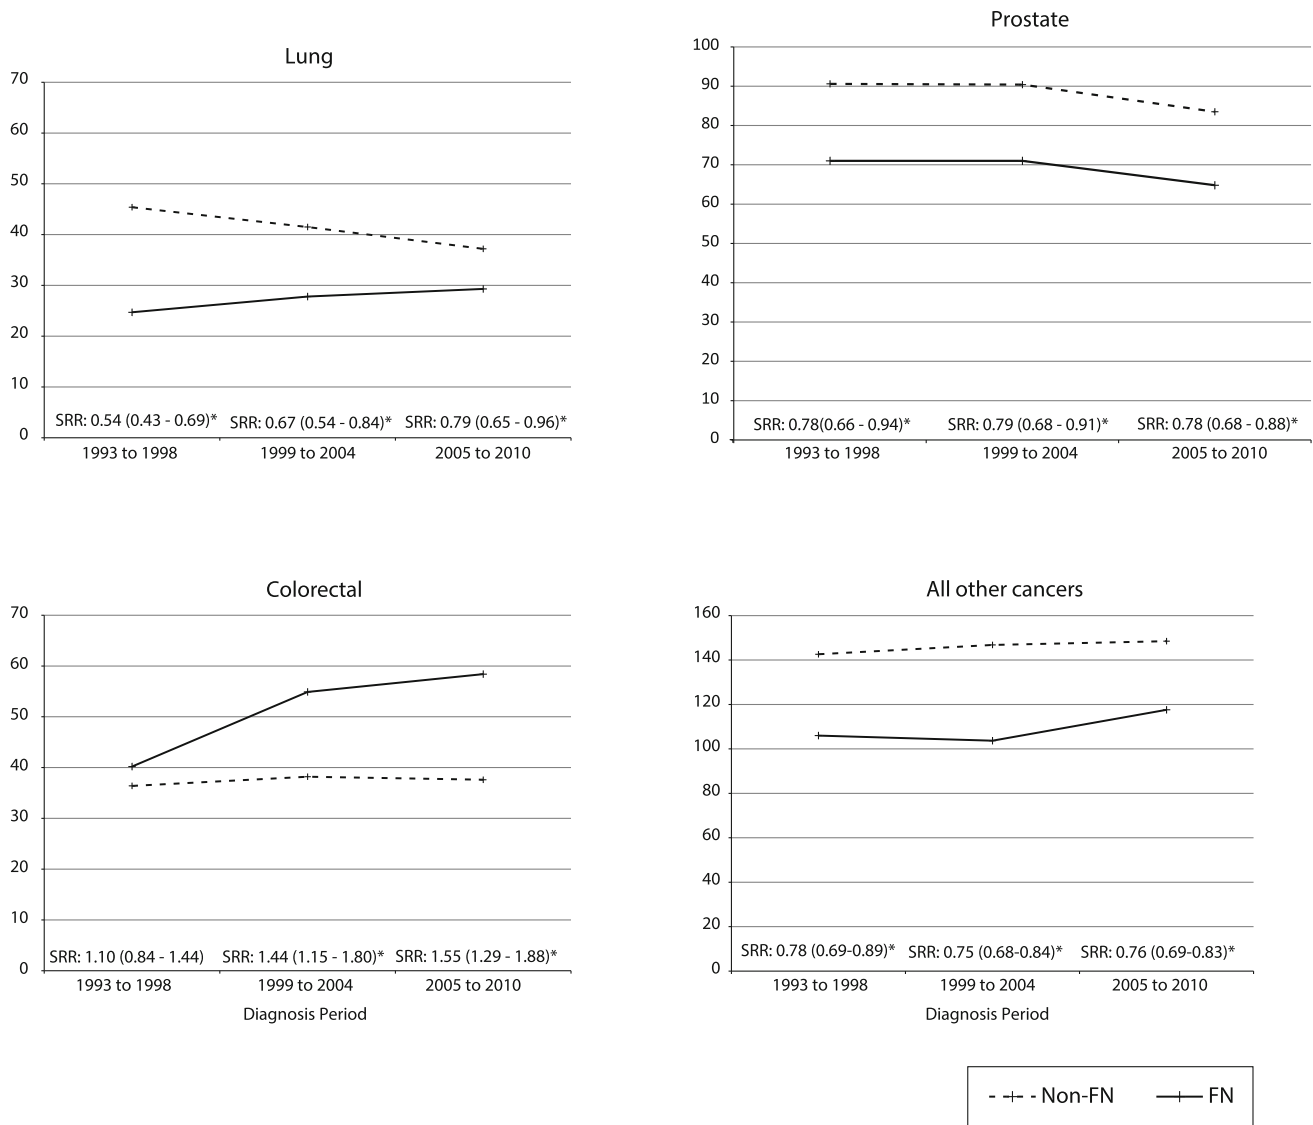 Lung
70
60
50
40
30
20
10
0
SRR: 0.54 (0.43 - 0.69)* SRR: 0.67 (0.54 - 0.84)* SRR: 0.79 (0.65 - 0.96)*
1993 to 1998 1999 to 2004 2005 to 2010
Prostate
100
90
80
70
60
50
40
30
20
10
0
SRR: 0.78(0.66 - 0.94)* SRR: 0.79 (0.68 - 0.91)* SRR: 0.78 (0.68 - 0.88)*
1993 to 1998 1999 to 2004 2005 to 2010
Colorectal
70
60
50
40
30
20
10
0
SRR: 1.10 (0.84 - 1.44) SRR: 1.44 (1.15 - 1.80)* SRR: 1.55 (1.29 - 1.88)*
1993 to 1998 1999 to 2004 2005 to 2010
Diagnosis Period
All other cancers
160
140
120
100
80
60
40
20
0
SRR: 0.78 (0.69-0.89)* SRR: 0.75 (0.68-0.84)* SRR: 0.76 (0.69-0.83)*
1993 to 1998 1999 to 2004 2005 to 2010
Diagnosis Period
Non-FN FN